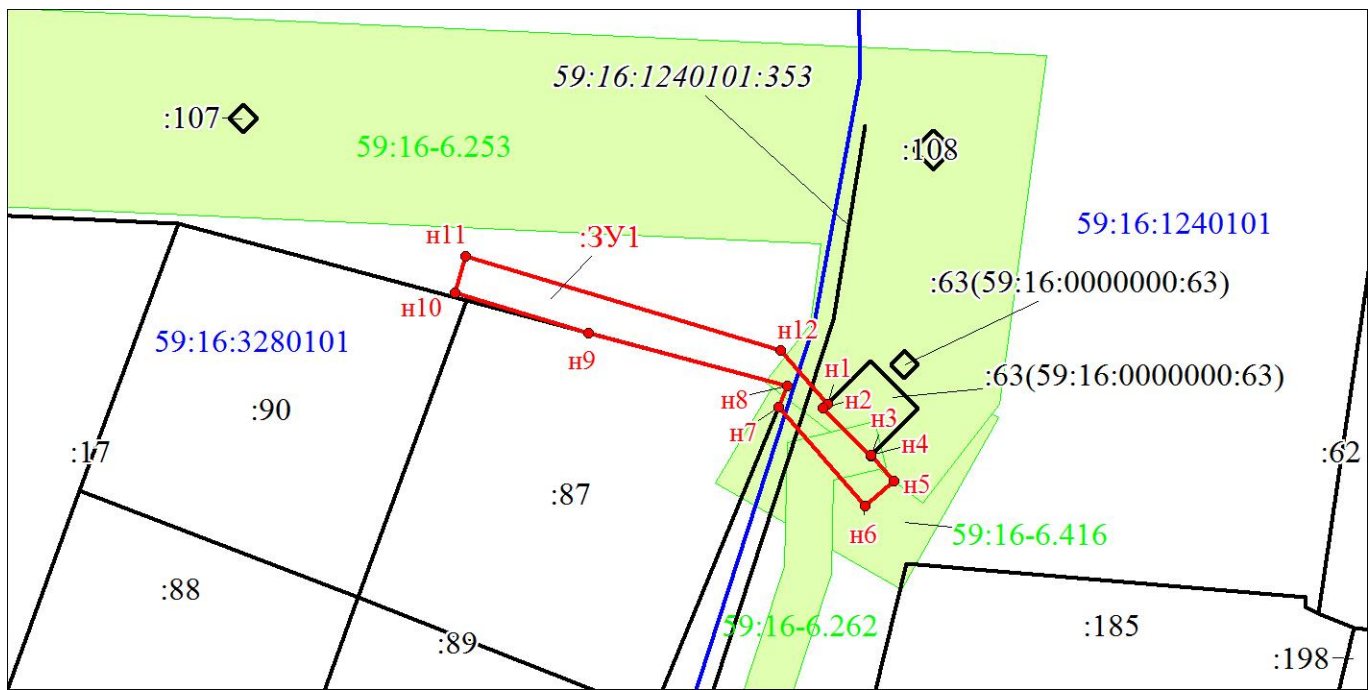 59:16:1240101:353
:107
59:16-6.253
:108
н11
:ЗУ1
59:16:1240101
:63(59:16:0000000:63)
н10
н12
59:16:3280101
н9
н1
:63(59:16:0000000:63)
н8
н2
:90
н7
н3
н4
:17
:62
:87
н5
н6
59:16-6.416
:88
59:16-6.262
:185
:89
:198